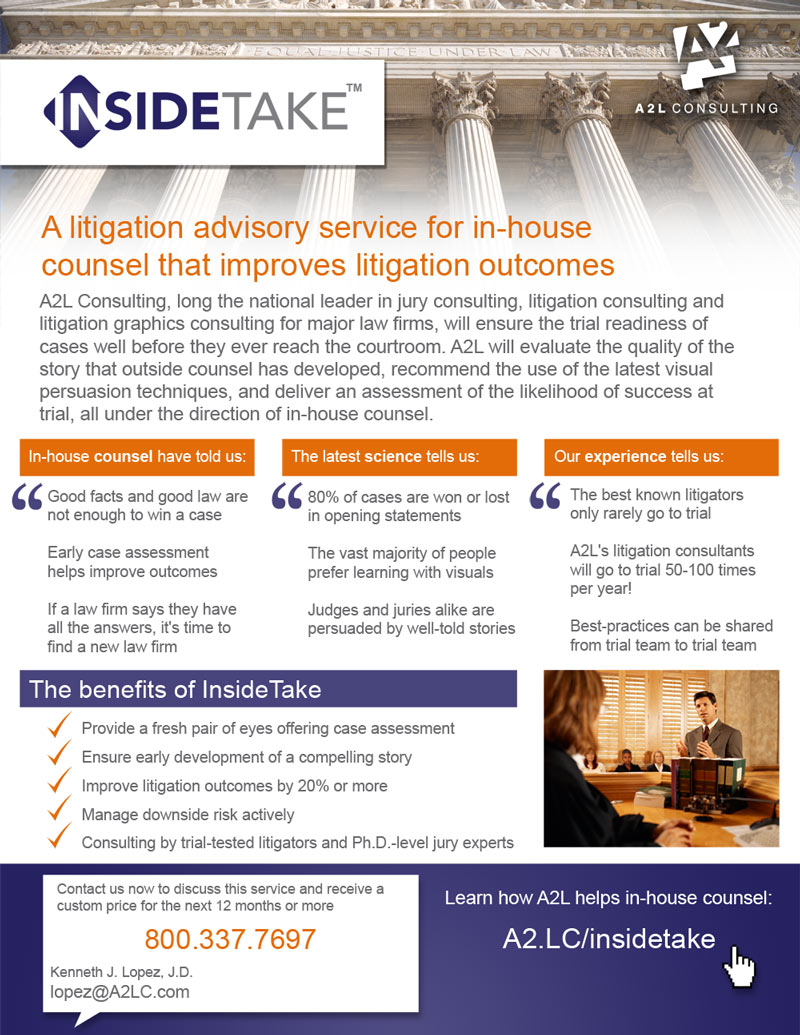 EQUAL JUSTICE UNDER LAW
INSIDETAKE™
A2L
A2L CONSULTING
A litigation advisory service for in-house
counsel that improves litigation outcomes
A2L Consulting, long the national leader in jury consulting, litigation consulting and
litigation graphics consulting for major law firms, will ensure the trial readiness of
cases well before they ever reach the courtroom. A2L will evaluate the quality of the
story that outside counsel has developed, recommend the use of the latest visual
persuasion techniques, and deliver an assessment of the likelihood of success at
trial, all under the direction of in-house counsel.
In-house counsel have told us:
“ Good facts and good law are
not enough to win a case
Early case assessment
helps improve outcomes
If a law firm says they have
all the answers, it's time to
find a new law firm
The latest science tells us:
“ 80% of cases are won or lost
in opening statements
The vast majority of people
prefer learning with visuals
Judges and juries alike are
persuaded by well-told stories
Our experience tells us:
“ The best known litigators
only rarely go to trial
A2L's litigation consultants
will go to trial 50-100 times
per year!
Best-practices can be shared
from trial team to trial team
The benefits of InsideTake
Provide a fresh pair of eyes offering case assessment
Ensure early development of a compelling story
Improve litigation outcomes by 20% or more
Manage downside risk actively
Consulting by trial-tested litigators and Ph.D.-level jury experts
Contact us now to discuss this service and receive a
custom price for the next 12 months or more
800.337.7697
Kenneth J. Lopez, J.D.
lopez@A2LC.com
Learn how A2L helps in-house counsel:
A2.LC/insidetake